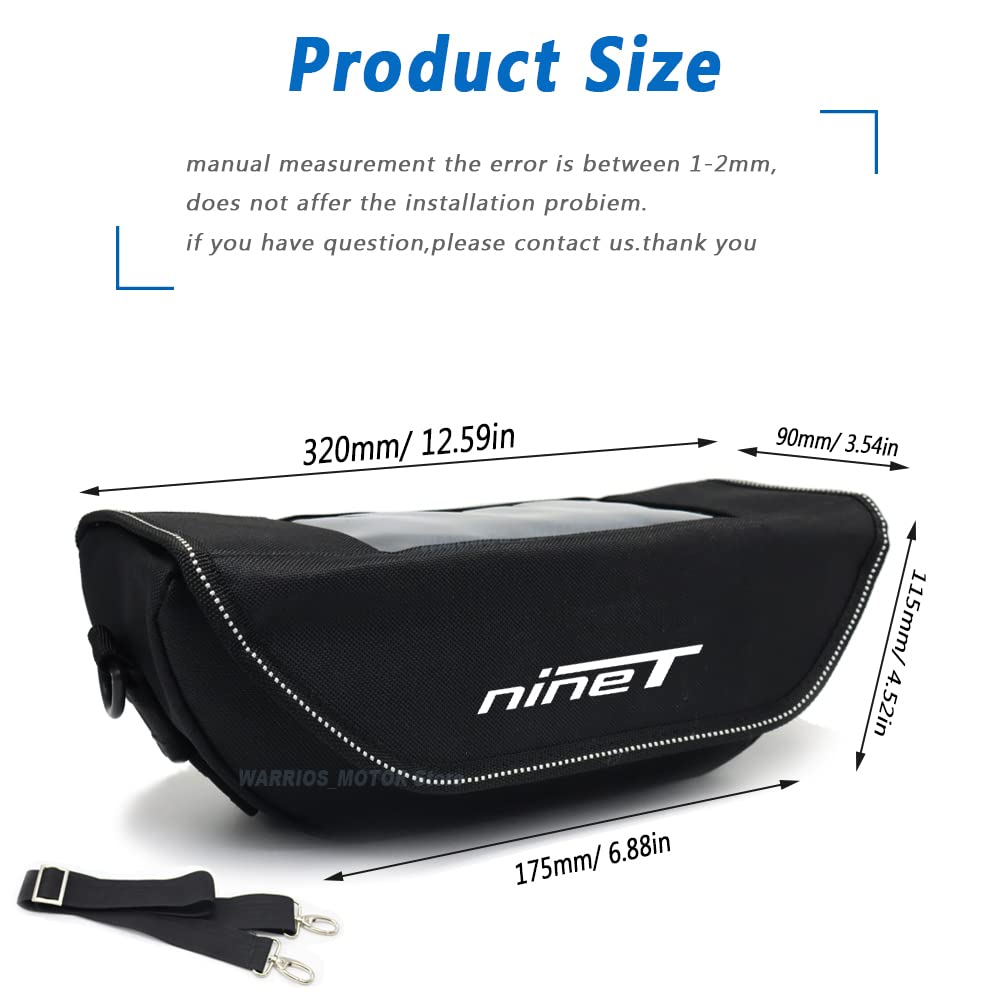 Product Size
manual measurement the error is between 1-2mm,
does not affer the installation probiem.
if you have question,please contact us.thank you
320mm/ 12.59in
90mm/ 3.54in
115mm/ 4.52in
nineT
WARRIOS_MOTOR Store
175mm/ 6.88in